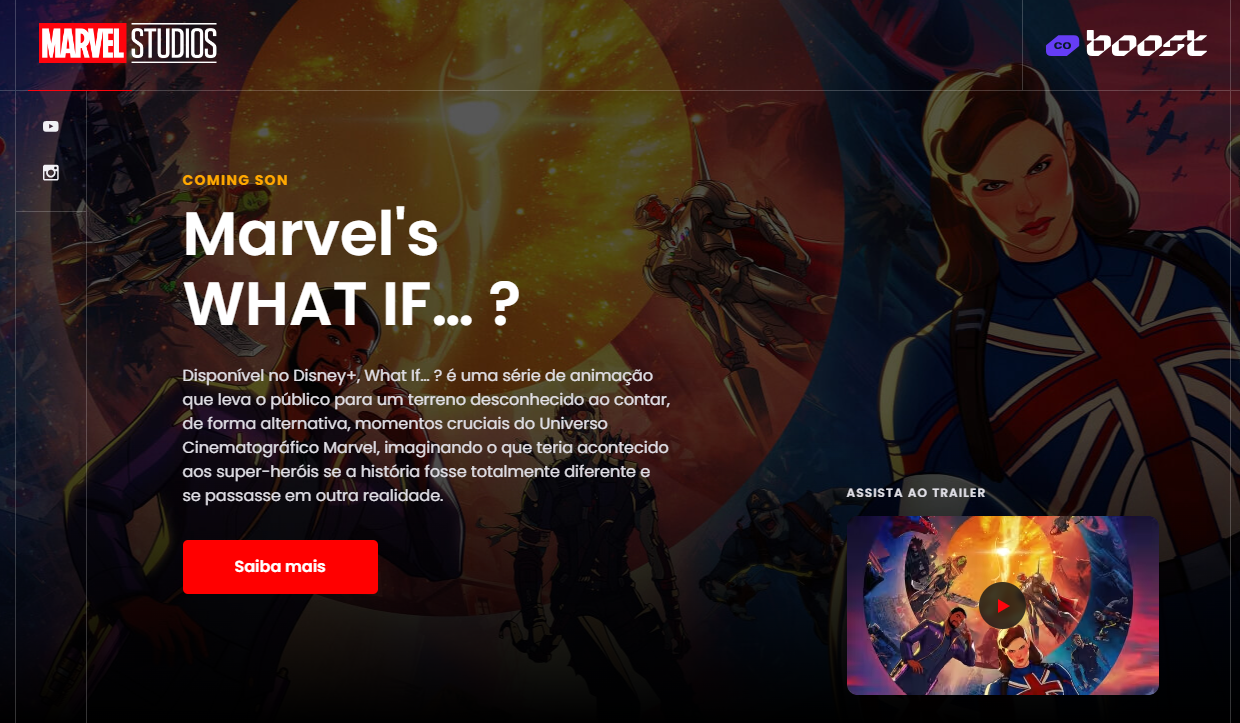 MARVEL STUDIOS
co boost
COMING SON
Marvel's
WHAT IF... ?
Disponível no Disney+, What If... ? é uma série de animação
que leva o público para um terreno desconhecido ao contar,
de forma alternativa, momentos cruciais do Universo
Cinematográfico Marvel, imaginando o que teria acontecido
aos super-heróis se a história fosse totalmente diferente e
se passasse em outra realidade.
Saiba mais
ASSISTA AO TRAILER